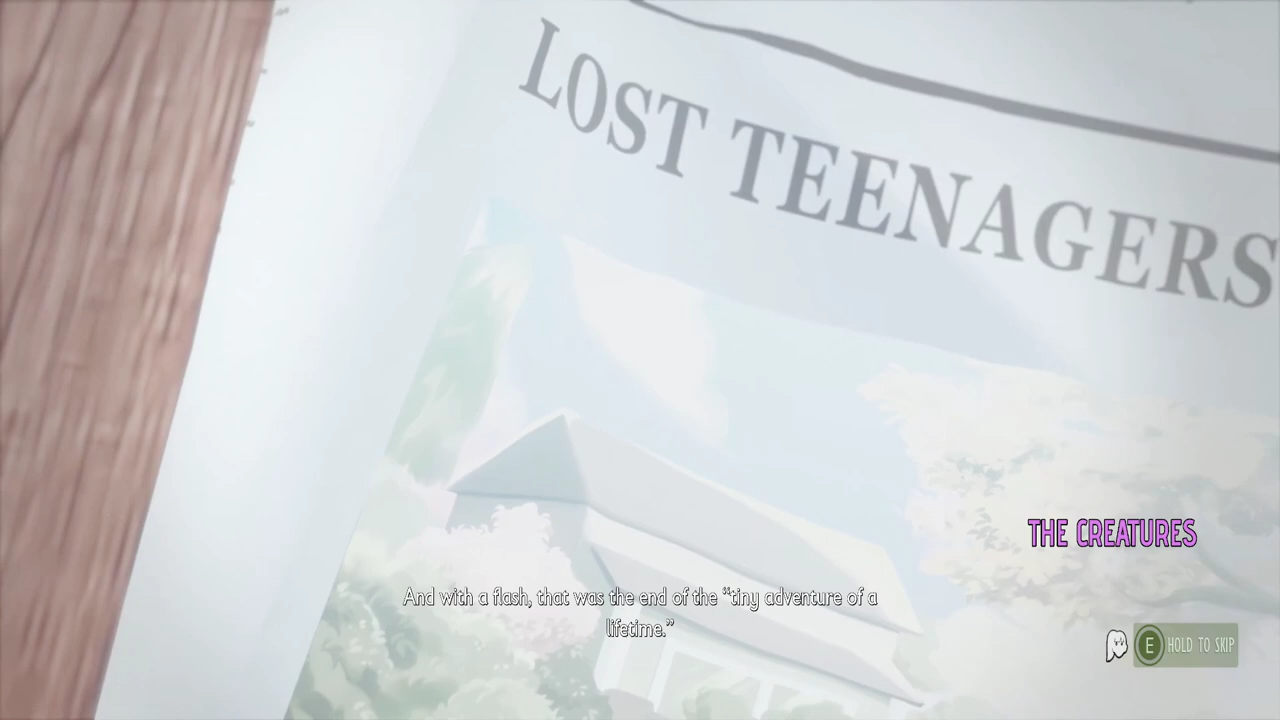 LOST TEENAGERS
THE CREATURES
And with a flash, that was the end of the “tiny adventure of a
lifetime.”
E HOLD TO SKIP